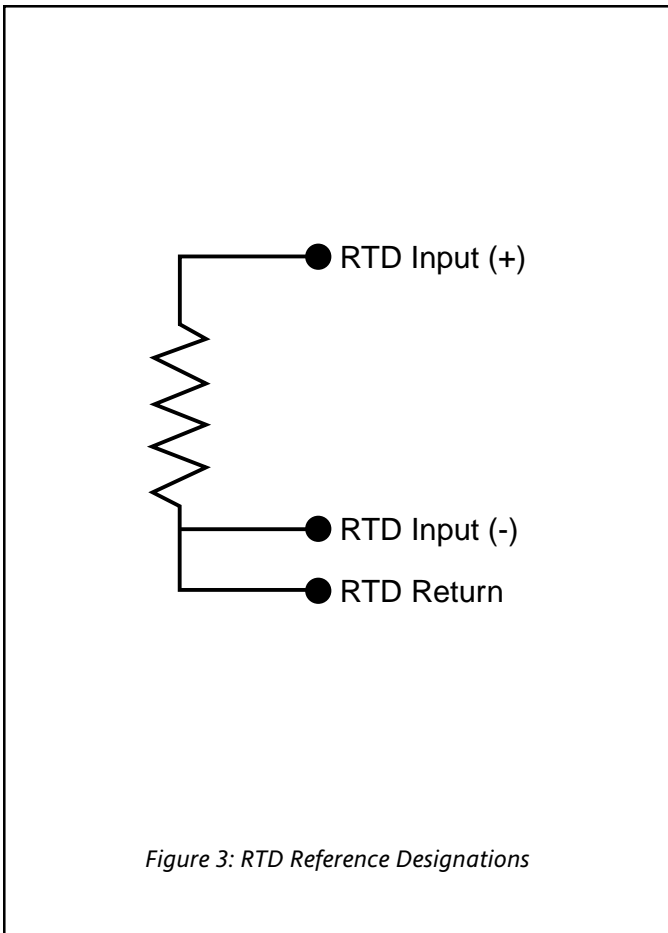 RTD Input (+)
RTD Input (-)
RTD Return
Figure 3: RTD Reference Designations